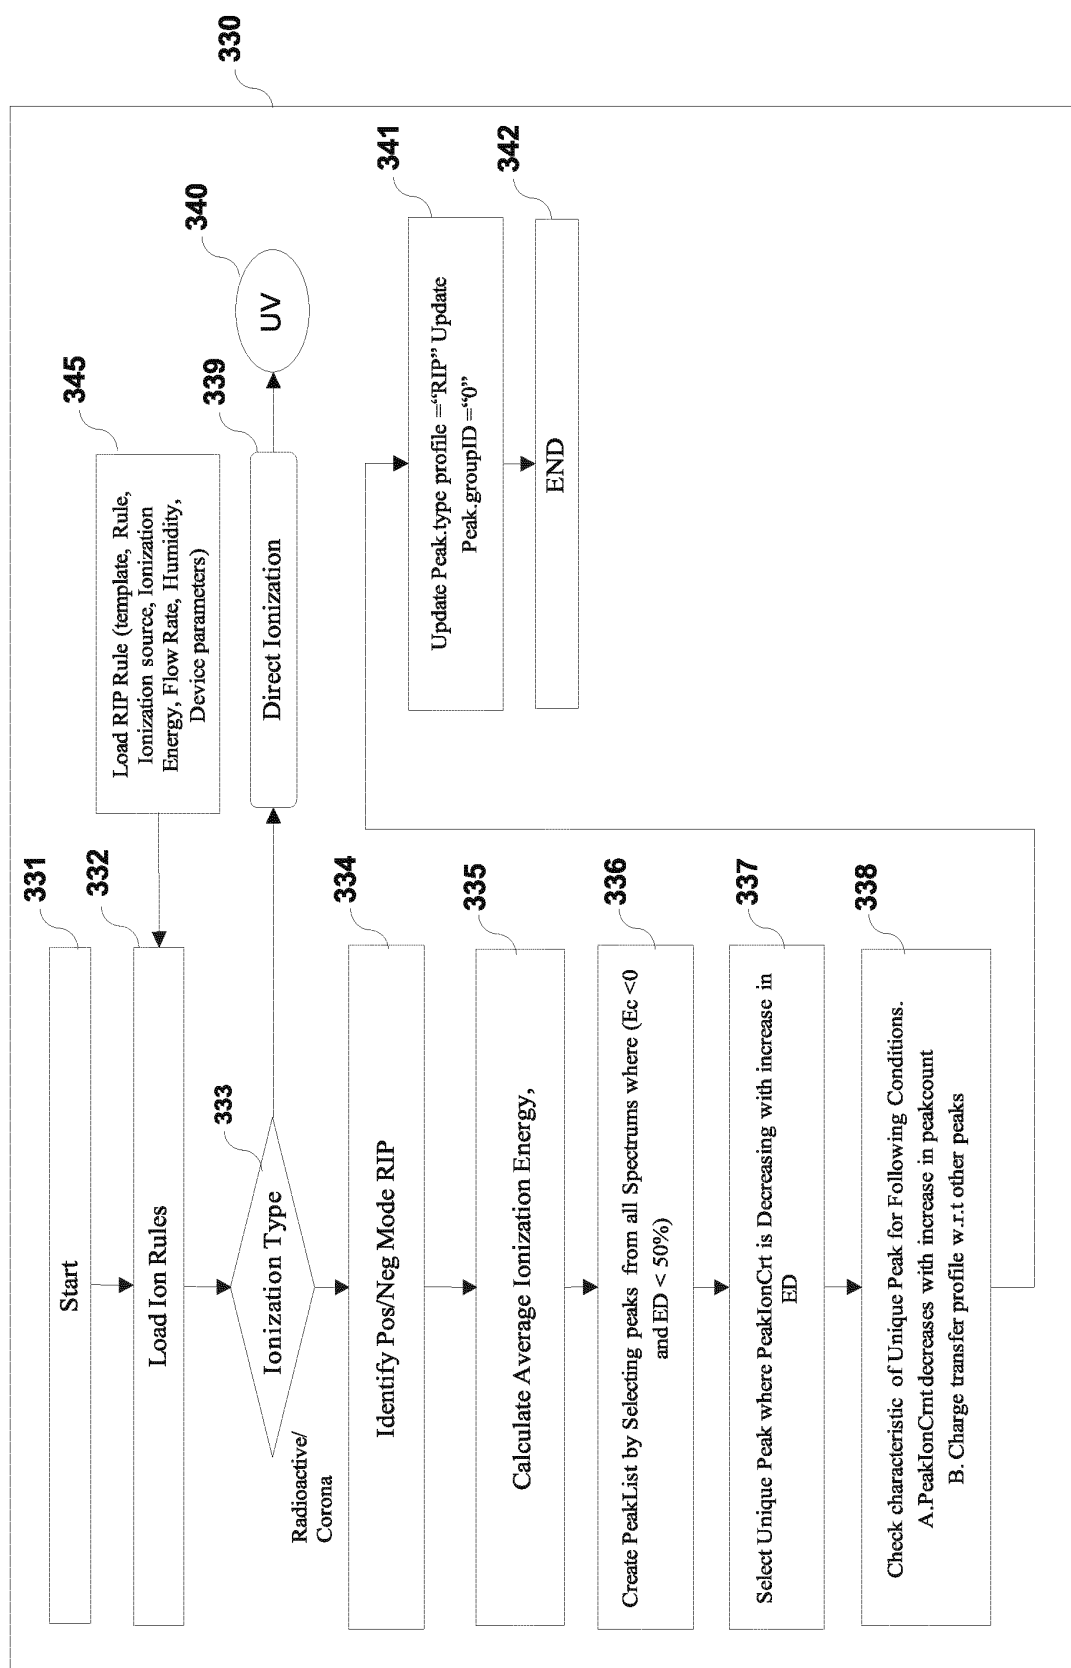 330
331
Start
332
Load Ion Rules
345
Load RIP Rule (template, Rule,
Ionization source, Ionization
Energy, Flow Rate, Humidity,
Device parameters)
333
Ionization Type
Radioactive/
Corona
339
Direct Ionization
340
UV
334
Identify Pos/Neg Mode RIP
335
Calculate Average Ionization Energy,
336
Create PeakList by Selecting peaks from all Spectrums where (Ec <0
and ED < 50%)
337
Select Unique Peak where PeakIonCrt is Decreasing with increase in
ED
338
Check characteristic of Unique Peak for Following Conditions.
A.PeakIonCrnt decreases with increase in peakcount
B. Charge transfer profile w.r.t other peaks
341
Update Peak.type profile =“RIP” Update
Peak.groupID =“0”
342
END